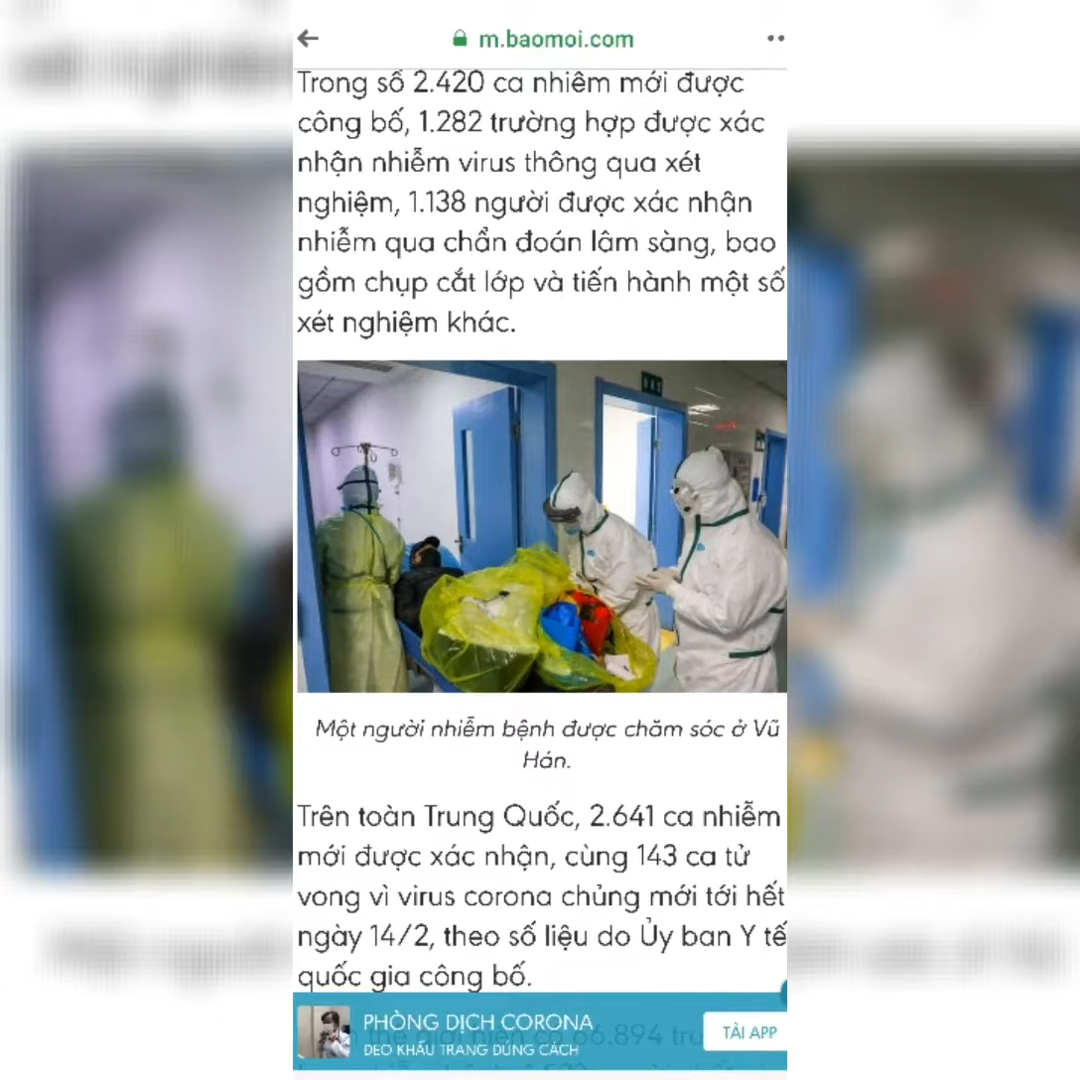 m.baomoi.com
Trong số 2.420 ca nhiễm mới được
công bố, 1.282 trường hợp được xác
nhận nhiễm virus thông qua xét
nghiệm, 1.138 người được xác nhận
nhiễm qua chẩn đoán lâm sàng, bao
gồm chụp cắt lớp và tiến hành một số
xét nghiệm khác.
Một người nhiễm bệnh được chăm sóc ở Vũ
Hán.
Trên toàn Trung Quốc, 2.641 ca nhiễm
mới được xác nhận, cùng 143 ca tử
vong vì virus corona chủng mới tới hết
ngày 14/2, theo số liệu do Ủy ban Y tế
quốc gia công bố.
PHÒNG DỊCH CORONA
ĐEO KHẨU TRANG ĐÚNG CÁCH
TẢI APP